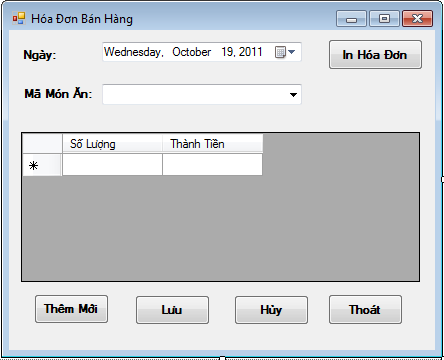 Hóa Đơn Bán Hàng
Ngày: Wednesday, October 19, 2011
In Hóa Đơn
Mã Món Ăn:
Số Lượng Thành Tiền
Thêm Mới Lưu Hủy Thoát